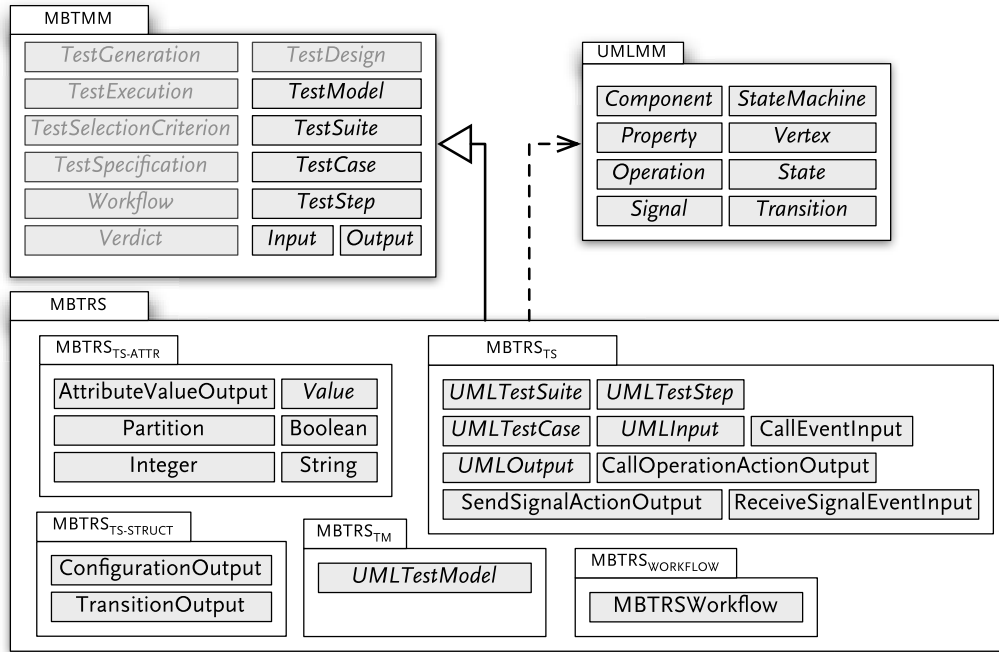 MBTMM
TestGeneration TestDesign
TestExecution TestModel
TestSelectionCriterion TestSuite
TestSpecification TestCase
Workflow TestStep
Verdict Input Output
UMLMM
Component StateMachine
Property Vertex
Operation State
Signal Transition
MBTRS
MBTRSTS-ATTR
AttributeValueOutput Value
Partition Boolean
Integer String
MBTRSTS
UMLTestSuite UMLTestStep
UMLTestCase UMLInput CallEventInput
UMLOutput CallOperationActionOutput
SendSignalActionOutput ReceiveSignalEventInput
MBTRSTS-STRUCT
ConfigurationOutput
TransitionOutput
MBTRSTM
UMLTestModel
MBTRSWORKFLOW
MBTRSWorkflow